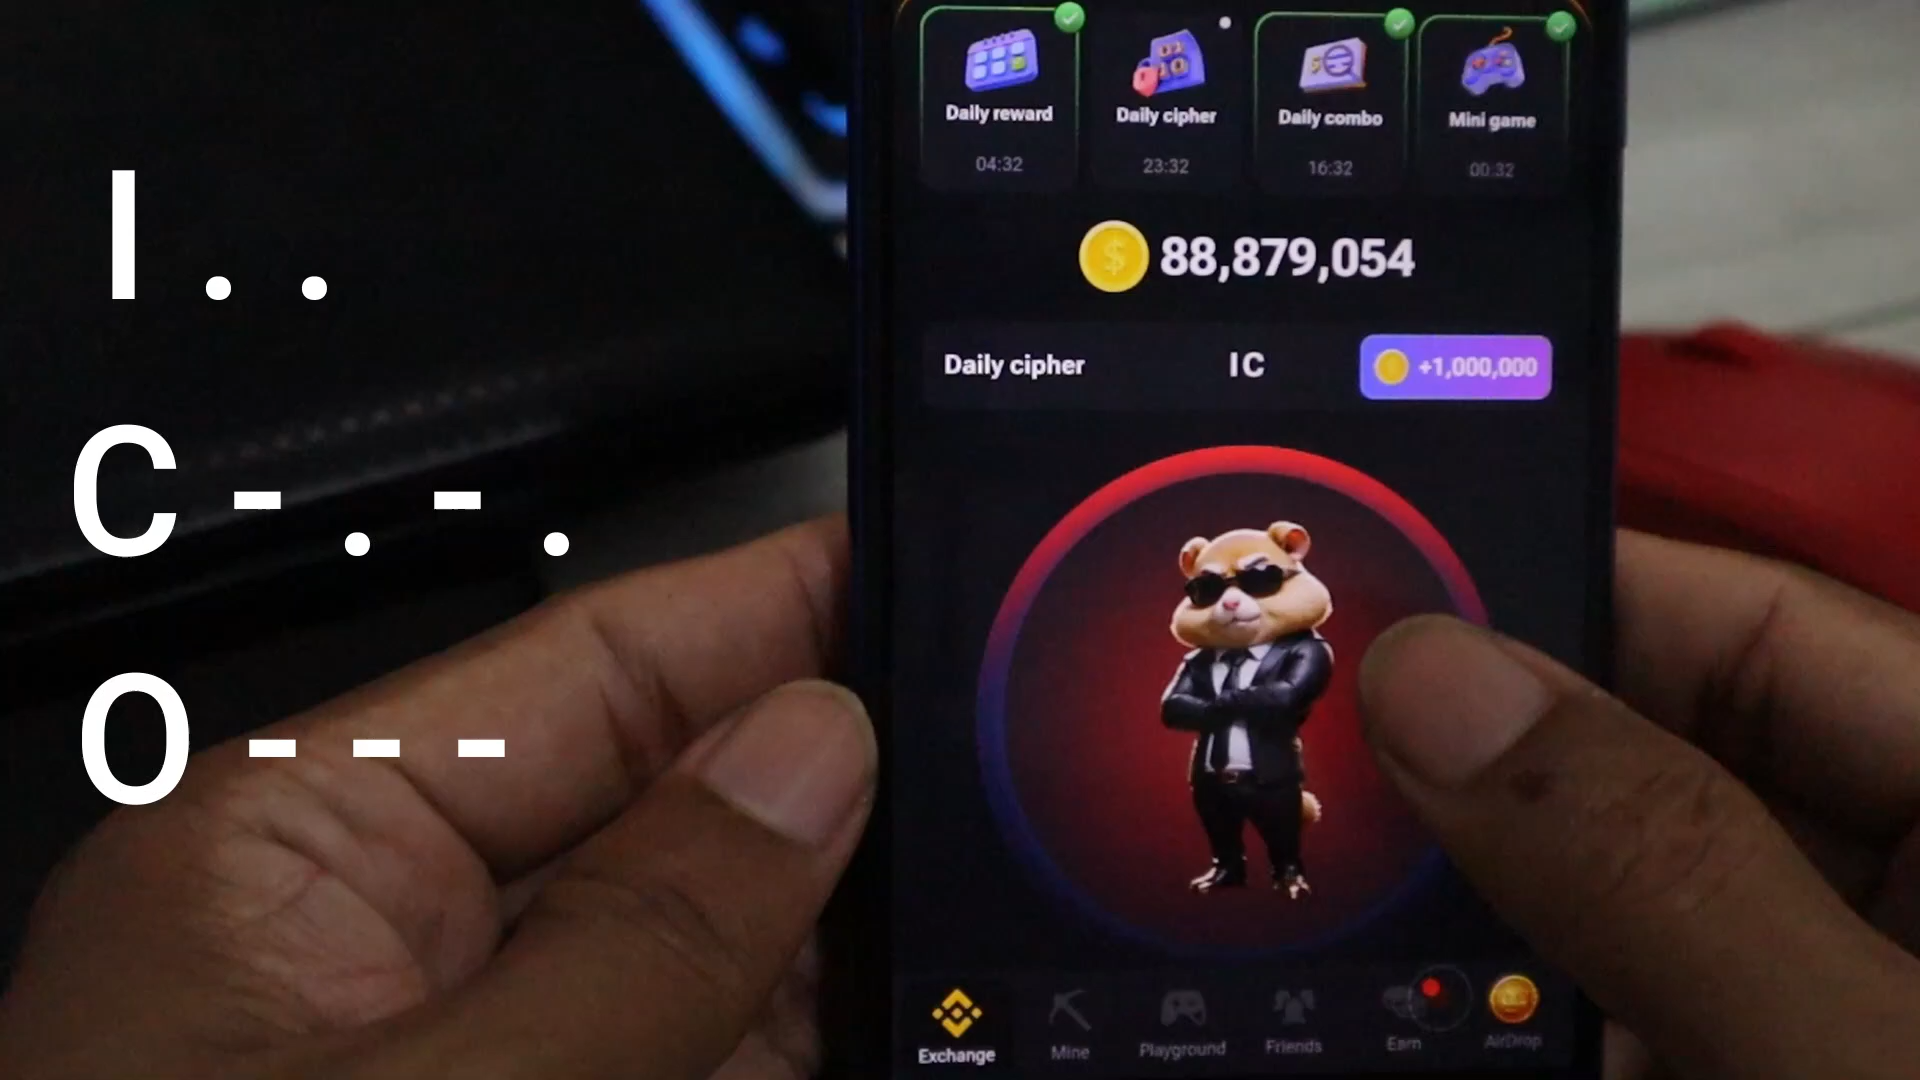 I . .
C - . - .
O - - -
Daily reward
04:32
Daily cipher
23:32
Daily combo
16:32
Mini game
00:32
88,879,054
Daily cipher IC +1,000,000
Exchange
Mine
Playground
Friends
Earn
AirDrop